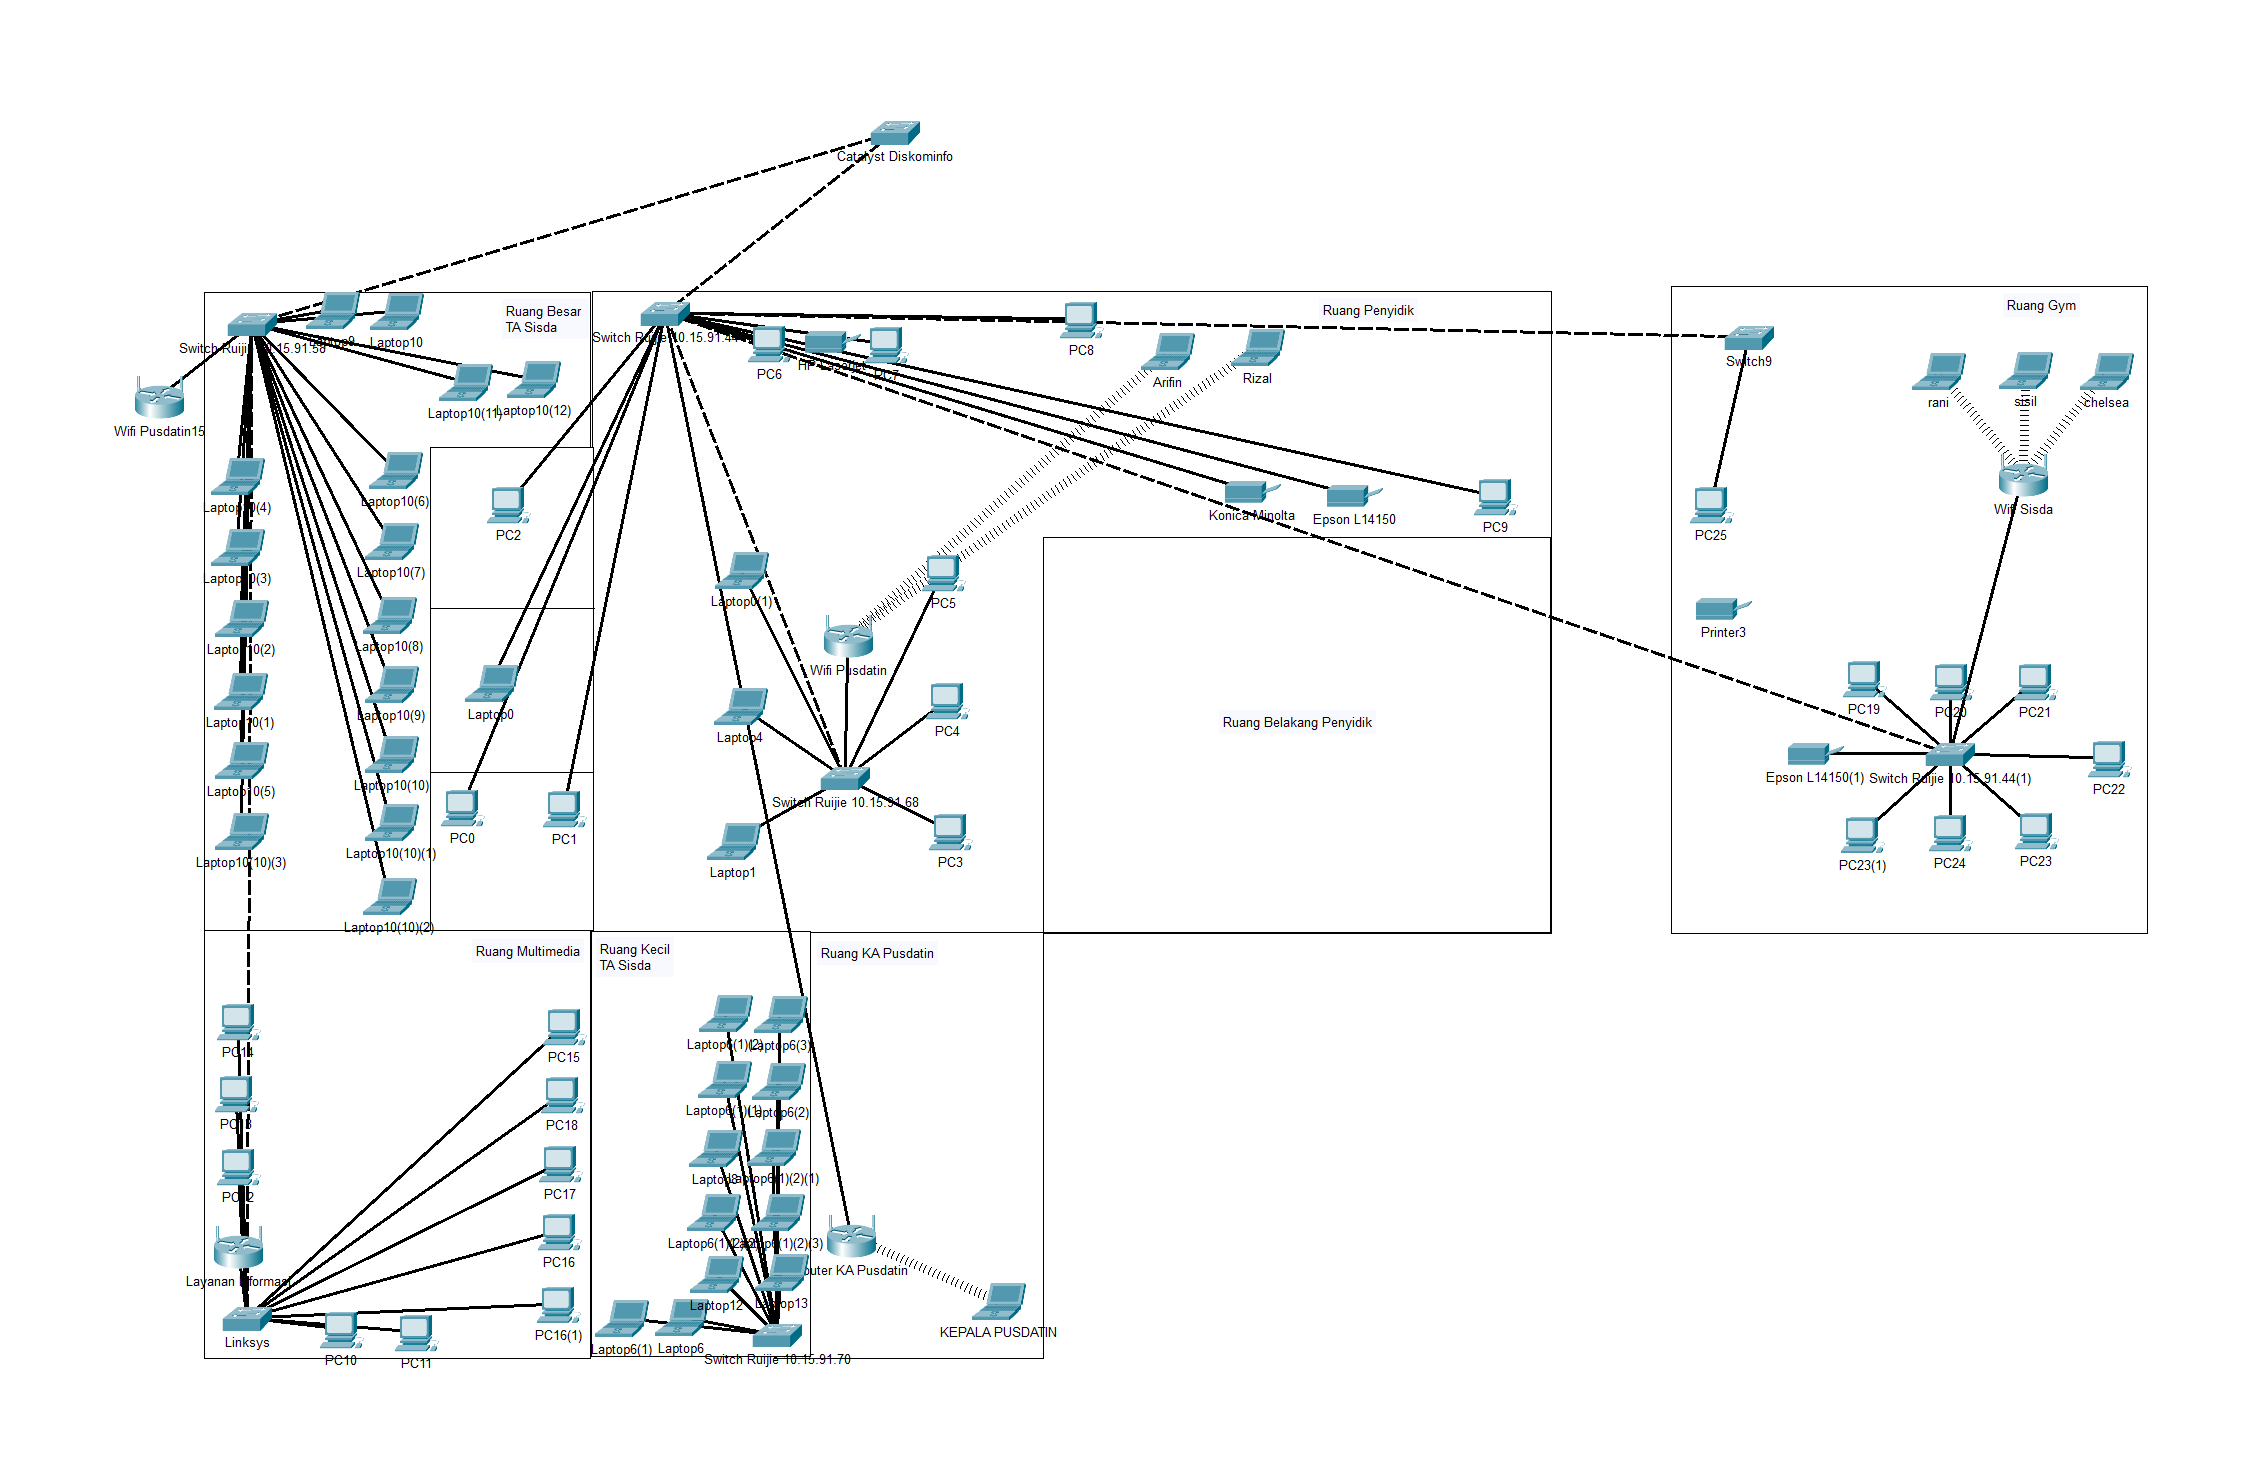 Catalyst Diskominfo
Ruang Besar
TA Sisda
Ruang Penyidik
Ruang Gym
Laptop9
Laptop10
Switch Ruijie 10.15.91.58
Switch Ruijie 10.15.91.44
PC6
PC7
PC8
Arifin
Rizal
Switch9
rani
sisil
chelsea
Laptop10(11)
Laptop10(12)
Wifi Pusdatin15
Laptop10(4)
Laptop10(6)
PC2
Konica Minolta
Epson L14150
PC9
PC25
Wifi Sisda
Laptop10(3)
Laptop10(7)
Laptop0(1)
PC5
Printer3
Laptop10(2)
Laptop10(8)
Wifi Pusdatin
Laptop10(1)
Laptop10(9)
Laptop0
Laptop4
PC4
Ruang Belakang Penyidik
PC19
PC20
PC21
Laptop10(5)
Laptop10(10)
Switch Ruijie 10.15.91.68
Epson L14150(1)
Switch Ruijie 10.15.91.44(1)
PC22
Laptop10(10)(3)
Laptop10(10)(1)
PC0
PC1
Laptop1
PC3
PC23(1)
PC24
PC23
Laptop10(10)(2)
Ruang Multimedia
Ruang Kecil
TA Sisda
Ruang KA Pusdatin
PC14
PC15
Laptop6(1)(2)
Laptop6(3)
PC13
PC18
Laptop6(1)(1)
Laptop6(2)
PC12
PC17
Laptop8
Laptop6(1)(2)(1)
PC16
Laptop6(1)(2)(3)
Layanan Informasi
Router KA Pusdatin
Laptop12
Laptop13
Linksys
PC10
PC11
PC16(1)
Laptop6(1)
Laptop6
Switch Ruijie 10.15.91.70
KEPALA PUSDATIN